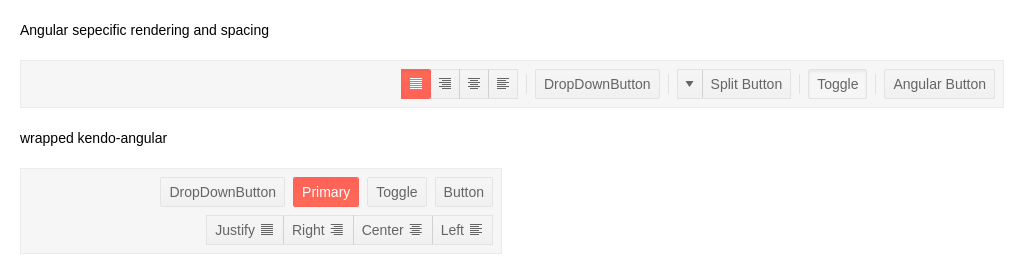 Angular sepecific rendering and spacing
DropDownButton Split Button Toggle Angular Button
wrapped kendo-angular
DropDownButton Primary Toggle Button
Justify Right Center Left